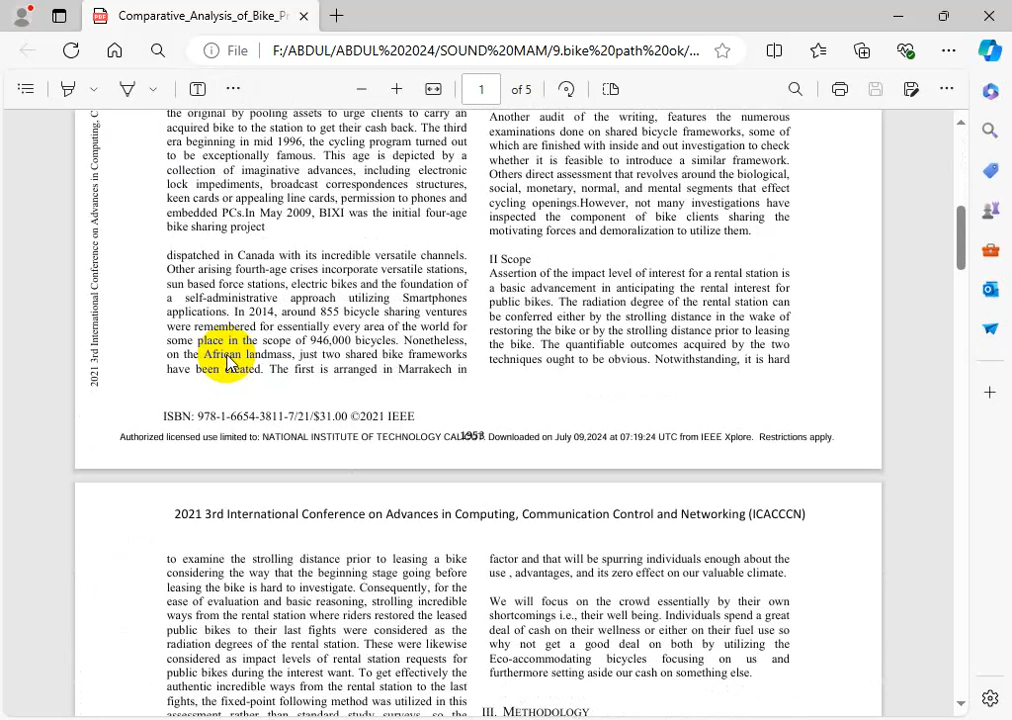 Comparative_Analysis_of_Bike_P
File
F:/ABDUL/ABDUL%202024/SOUND%20MAM/9.bike%20path%20ok/...
1
of 5
2021 3rd International Conference on Advances in Computing, C
the original by pooling assets to urge clients to carry an
acquired bike to the station to get their cash back. The third
era beginning in mid 1996, the cycling program turned out
to be exceptionally famous. This age is depicted by a
collection of imaginative advances, including electronic
lock impediments, broadcast correspondences structures,
keen cards or appealing line cards, permission to phones and
embedded PCs.In May 2009, BIXI was the initial four-age
bike sharing project
dispatched in Canada with its incredible versatile channels.
Other arising fourth-age crises incorporate versatile stations,
sun based force stations, electric bikes and the foundation of
a self-administrative approach utilizing Smartphones
applications. In 2014, around 855 bicycle sharing ventures
were remembered for essentially every area of the world for
some place in the scope of 946,000 bicycles. Nonetheless,
on the African landmass, just two shared bike frameworks
have been created. The first is arranged in Marrakech in
Another audit of the writing, features the numerous
examinations done on shared bicycle frameworks, some of
which are finished with inside and out investigation to check
whether it is feasible to introduce a similar framework.
Others direct assessment that revolves around the biological,
social, monetary, normal, and mental segments that effect
cycling openings.However, not many investigations have
inspected the component of bike clients sharing the
motivating forces and demoralization to utilize them.
II Scope
Assertion of the impact level of interest for a rental station is
a basic advancement in anticipating the rental interest for
public bikes. The radiation degree of the rental station can
be conferred either by the strolling distance in the wake of
restoring the bike or by the strolling distance prior to leasing
the bike. The quantifiable outcomes acquired by the two
techniques ought to be obvious. Notwithstanding, it is hard
ISBN: 978-1-6654-3811-7/21/$31.00 ©2021 IEEE
1953
Authorized licensed use limited to: NATIONAL INSTITUTE OF TECHNOLOGY CALICUT. Downloaded on July 09,2024 at 07:19:24 UTC from IEEE Xplore. Restrictions apply.
2021 3rd International Conference on Advances in Computing, Communication Control and Networking (ICACCCN)
to examine the strolling distance prior to leasing a bike
considering the way that the beginning stage going before
leasing the bike is hard to investigate. Consequently, for the
ease of evaluation and basic reasoning, strolling incredible
ways from the rental station where riders restored the leased
public bikes to their last fights were considered as the
radiation degrees of the rental station. These were likewise
considered as impact levels of rental station requests for
public bikes during the interest want. To get effectively the
authentic incredible ways from the rental station to the last
fights, the fixed-point following method was utilized in this
assessment rather than standard study surveys, so the
factor and that will be spurring individuals enough about the
use , advantages, and its zero effect on our valuable climate.
We will focus on the crowd essentially by their own
shortcomings i.e., their well being. Individuals spend a great
deal of cash on their wellness or either on their fuel use so
why not get a good deal on both by utilizing the
Eco-accommodating bicycles focusing on us and
furthermore setting aside our cash on something else.
III. METHODOLOGY